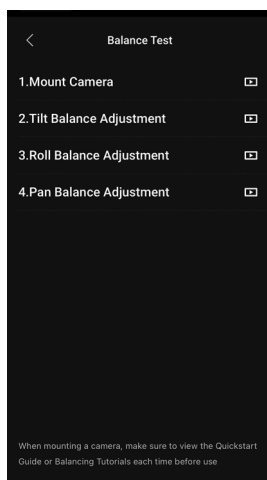 Balance Test
1.Mount Camera
2.Tilt Balance Adjustment
3.Roll Balance Adjustment
4.Pan Balance Adjustment
When mounting a camera, make sure to view the Quickstart
Guide or Balancing Tutorials each time before use